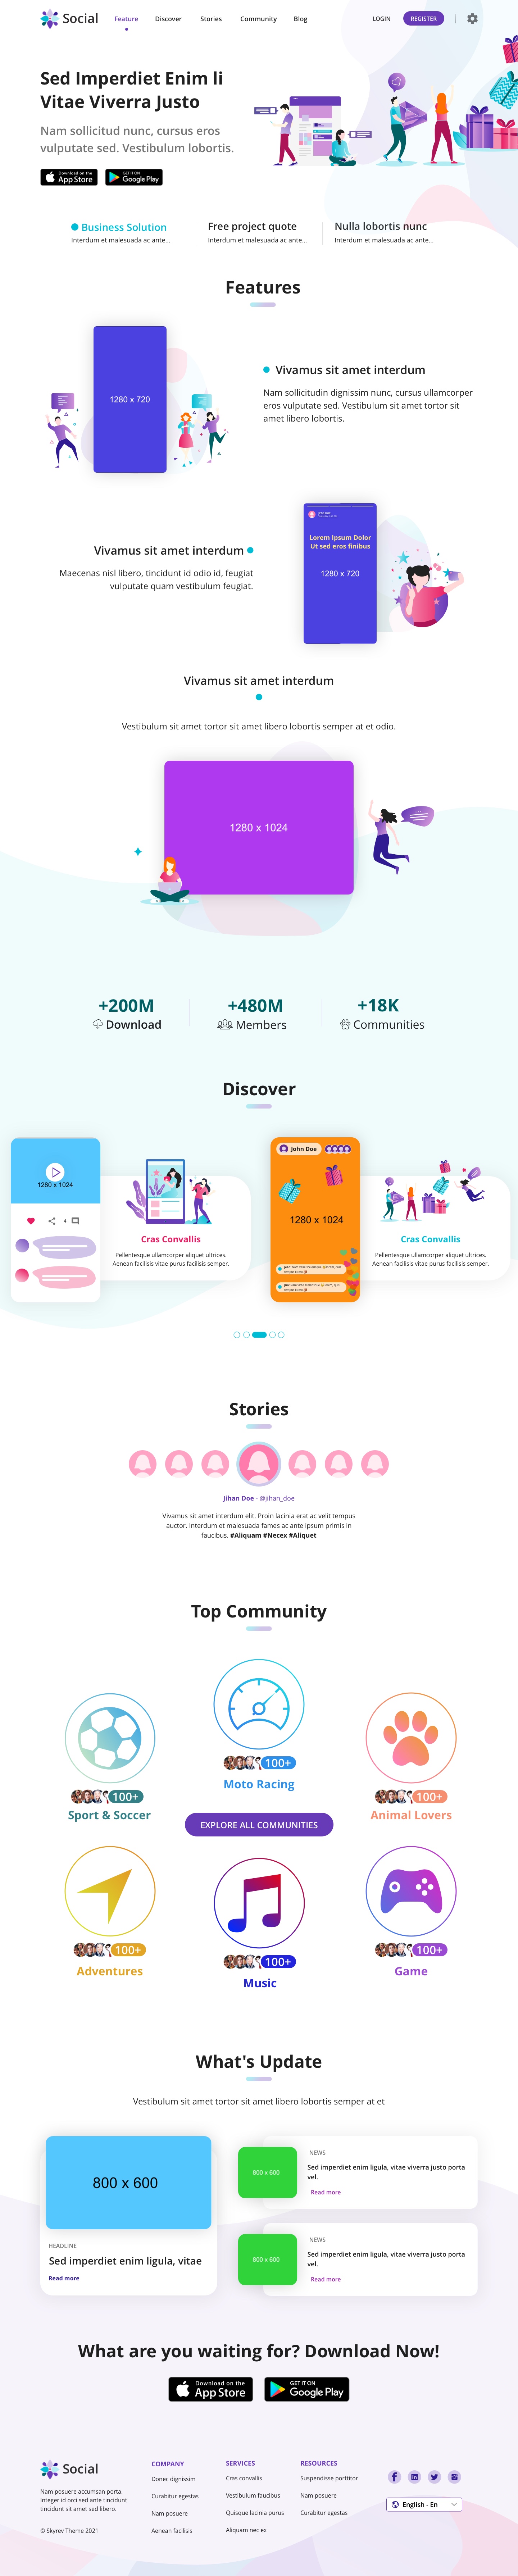 Social
Feature
Discover
Stories
Community
Blog
LOGIN
REGISTER
Sed Imperdiet Enim li
Vitae Viverra Justo
Nam sollicitud nunc, cursus eros
vulputate sed. Vestibulum lobortis.
Download on the
App Store
GET IT ON
Google Play
Business Solution
Interdum et malesuada ac ante...
Free project quote
Interdum et malesuada ac ante...
Nulla lobortis nunc
Interdum et malesuada ac ante...
Features
1280 x 720
Vivamus sit amet interdum
Nam sollicitudin dignissim nunc, cursus ullamcorper
eros vulputate sed. Vestibulum sit amet tortor sit
amet libero lobortis.
Vivamus sit amet interdum
Maecenas nisl libero, tincidunt id odio id, feugiat
vulputate quam vestibulum feugiat.
Lorem Ipsum Dolor
Ut sed eros finibus
1280 x 720
Vivamus sit amet interdum
Vestibulum sit amet tortor sit amet libero lobortis semper at et odio.
1280 x 1024
+200M
Download
+480M
Members
+18K
Communities
Discover
1280 x 1024
4
Cras Convallis
Pellentesque ullamcorper aliquet ultrices.
Aenean facilisis vitae purus facilisis semper.
John Doe
1280 x 1024
Cras Convallis
Pellentesque ullamcorper aliquet ultrices.
Aenean facilisis vitae purus facilisis semper.
Stories
Jihan Doe - @jihan_doe
Vivamus sit amet interdum elit. Proin lacinia erat ac velit tempus
auctor. Interdum et malesuada fames ac ante ipsum primis in
faucibus. #Aliquam #Necex #Aliquet
Top Community
100+
Sport & Soccer
100+
Moto Racing
100+
Animal Lovers
EXPLORE ALL COMMUNITIES
100+
Adventures
100+
Music
100+
Game
What's Update
Vestibulum sit amet tortor sit amet libero lobortis semper at et
800 x 600
HEADLINE
Sed imperdiet enim ligula, vitae
Read more
800 x 600
NEWS
Sed imperdiet enim ligula, vitae viverra justo porta
vel.
Read more
800 x 600
NEWS
Sed imperdiet enim ligula, vitae viverra justo porta
vel.
Read more
What are you waiting for? Download Now!
Download on the
App Store
GET IT ON
Google Play
Social
Nam posuere accumsan porta.
Integer id orci sed ante tincidunt
tincidunt sit amet sed libero.
© Skyrev Theme 2021
COMPANY
Donec dignissim
Curabitur egestas
Nam posuere
Aenean facilisis
SERVICES
Cras convallis
Vestibulum faucibus
Quisque lacinia purus
Aliquam nec ex
RESOURCES
Suspendisse porttitor
Nam posuere
Curabitur egestas
English - En